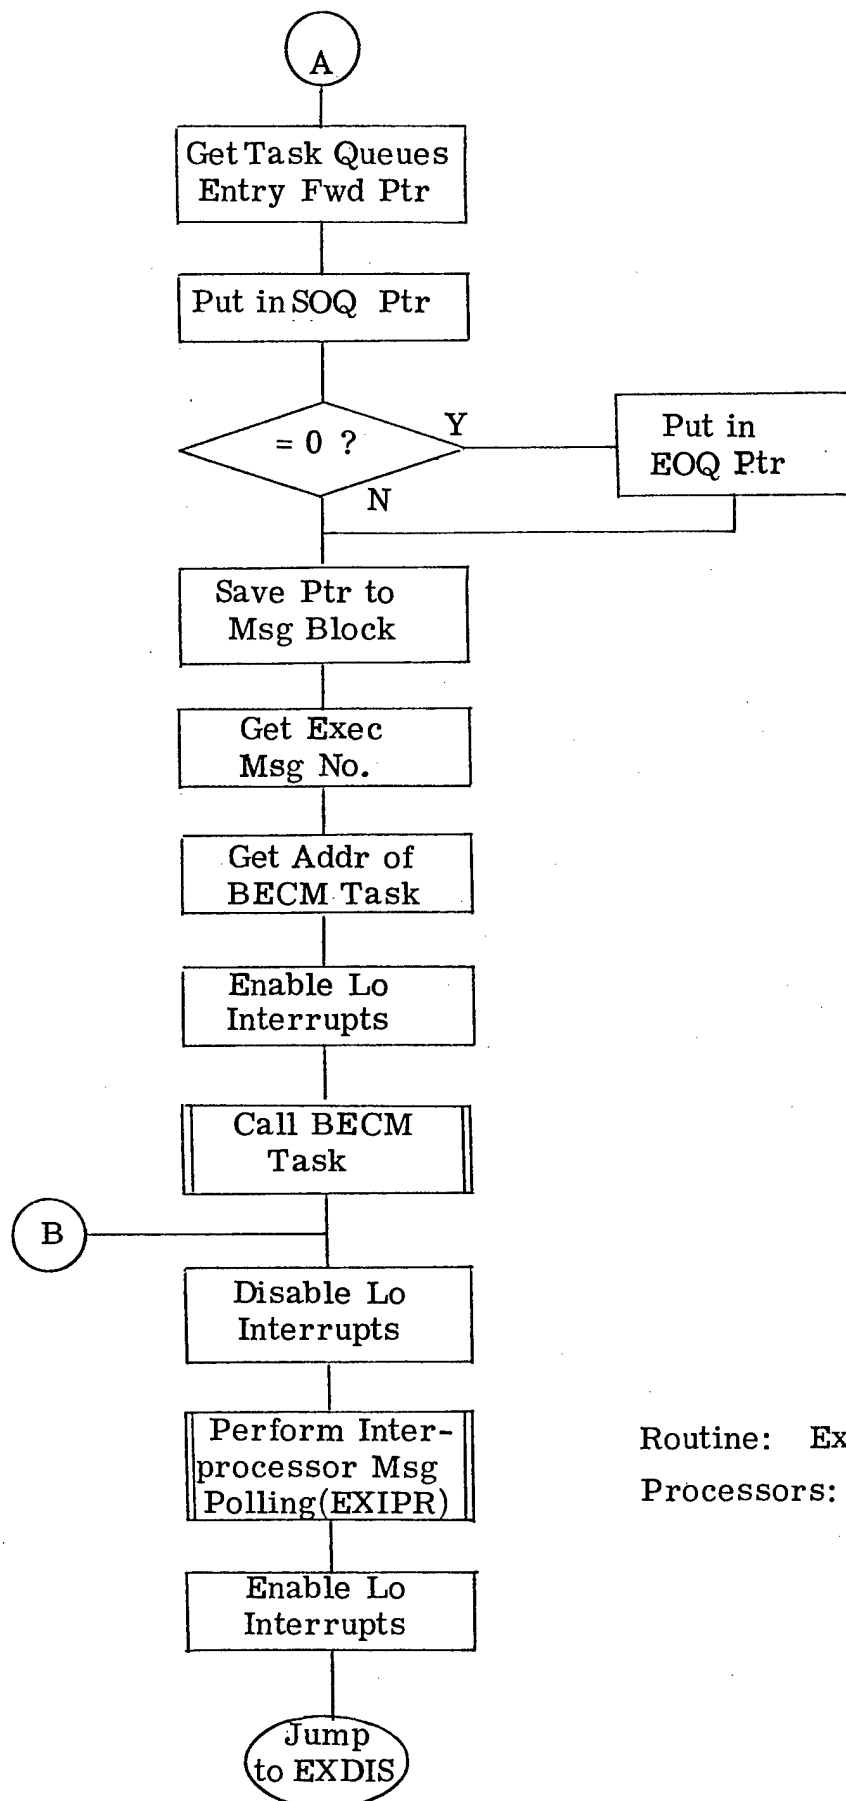 A
Get Task Queues
Entry Fwd Ptr
Put in SOQ Ptr
= 0 ?
Y
N
Put in
EOQ Ptr
Save Ptr to
Msg Block
Get Exec
Msg No.
Get Addr of
BECM Task
Enable Lo
Interrupts
Call BECM
Task
B
Disable Lo
Interrupts
Perform Inter-
processor Msg
Polling(EXIPR)
Routine: Ex
Processors:
Enable Lo
Interrupts
Jump
to EXDIS